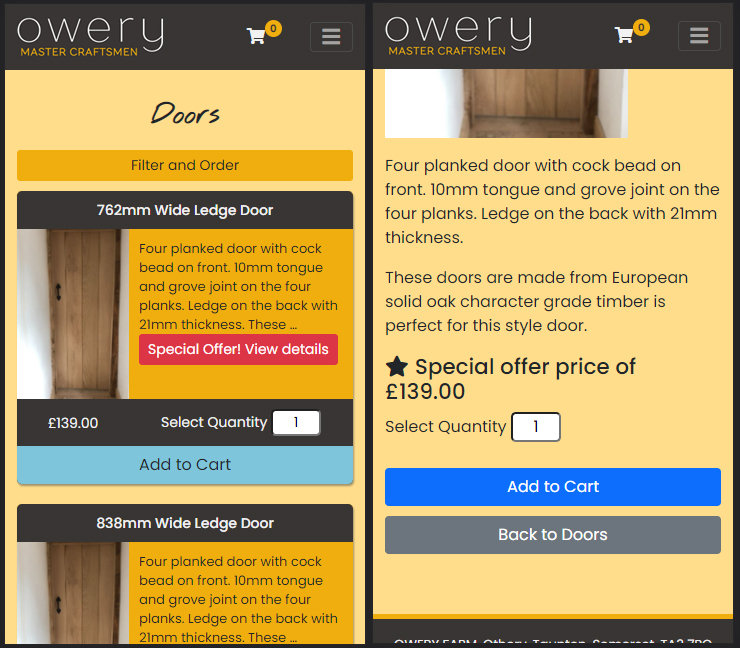 owery
MASTER CRAFTSMEN
0
Doors
Filter and Order
762mm Wide Ledge Door
Four planked door with cock
bead on front. 10mm tongue
and grove joint on the four
planks. Ledge on the back with
21mm thickness. These ...
Special Offer! View details
£139.00
Select Quantity 1
Add to Cart
838mm Wide Ledge Door
Four planked door with cock
bead on front. 10mm tongue
and grove joint on the four
planks. Ledge on the back with
21mm thickness. These ...
owery
MASTER CRAFTSMEN
0
Four planked door with cock bead on
front. 10mm tongue and grove joint on the
four planks. Ledge on the back with 21mm
thickness.
These doors are made from European
solid oak character grade timber is
perfect for this style door.
Special offer price of
£139.00
Select Quantity 1
Add to Cart
Back to Doors
OWERY FARM, Othery, Taunton, Somerset, TA7